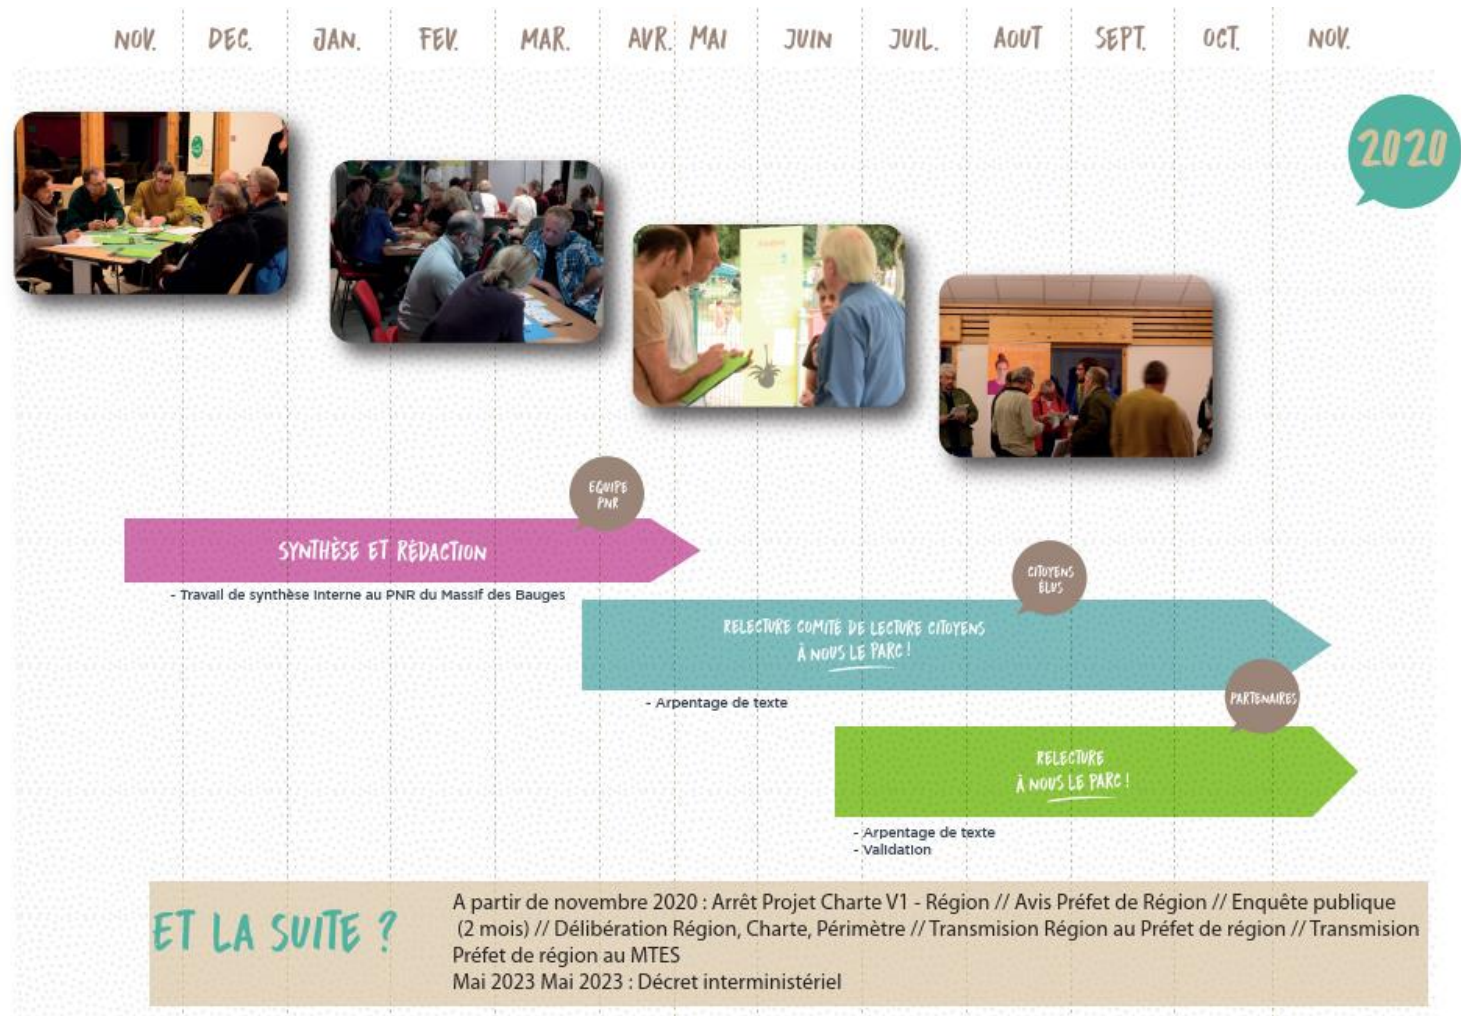 NOV. DEC. JAN. FEV. MAR. AVR. MAI JUIN JUIL. AOUT SEPT. OCT. NOV.
2020
EQUIPE
PNR
SYNTHÈSE ET RÉDACTION
- Travail de synthèse Interne au PNR du Massif des Bauges
CITOYENS
ÉLUS
RELECTURE COMITE DE LECTURE CITOYENS
À NOUS LE PARC !
- Arpentage de texte
PARTENAIRES
RELECTURE
À NOUS LE PARC !
- Arpentage de texte
- Validation
ET LA SUITE ?
A partir de novembre 2020 : Arrêt Projet Charte V1 - Région // Avis Préfet de Région // Enquête publique
(2 mois) // Délibération Région, Charte, Périmètre // Transmision Région au Préfet de région // Transmision
Préfet de région au MTES
Mai 2023 Mai 2023 : Décret interministériel